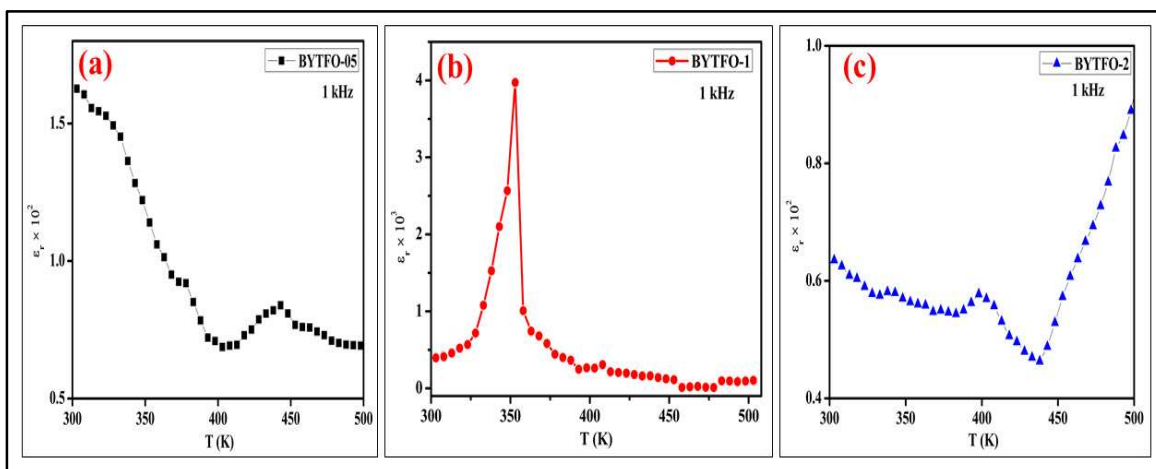 (a)
BYTFO-05
1 kHz
1.5
1.0
0.5
εr × 10²
300
350
400
450
500
T (K)
(b)
BYTFO-1
1 kHz
4
3
2
1
0
εr × 10³
300
350
400
450
500
T (K)
(c)
BYTFO-2
1 kHz
1.0
0.8
0.6
0.4
εr × 10²
300
350
400
450
500
T (K)